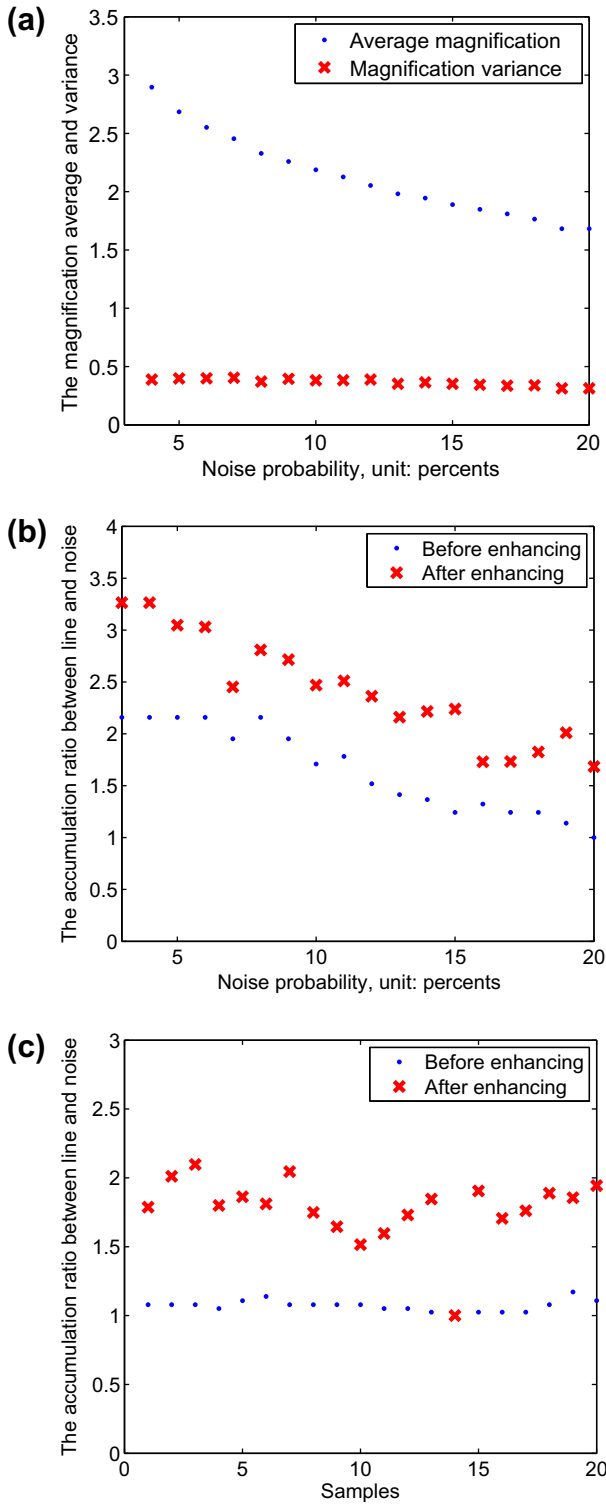 (a)
The magnification average and variance
3.5
3
2.5
2
1.5
1
0.5
0
5
10
15
20
Average magnification
Magnification variance
Noise probability, unit: percents
(b)
The accumulation ratio between line and noise
4
3.5
3
2.5
2
1.5
1
0.5
0
5
10
15
20
Before enhancing
After enhancing
Noise probability, unit: percents
(c)
The accumulation ratio between line and noise
3
2.5
2
1.5
1
0.5
0
0
5
10
15
20
Before enhancing
After enhancing
Samples